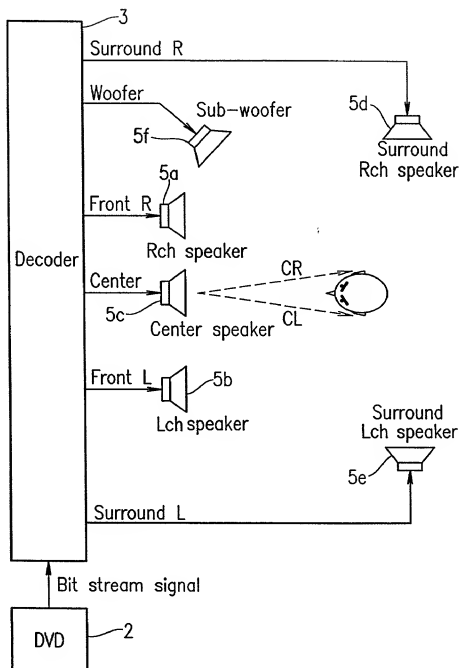 3
Surround R
Woofer
Sub-woofer
5f
5d
Surround
Rch speaker
5a
Front R
Rch speaker
Decoder
Center
CR
5c
CL
Center speaker
Front L
5b
Lch speaker
Surround
Lch speaker
5e
Surround L
Bit stream signal
DVD
2